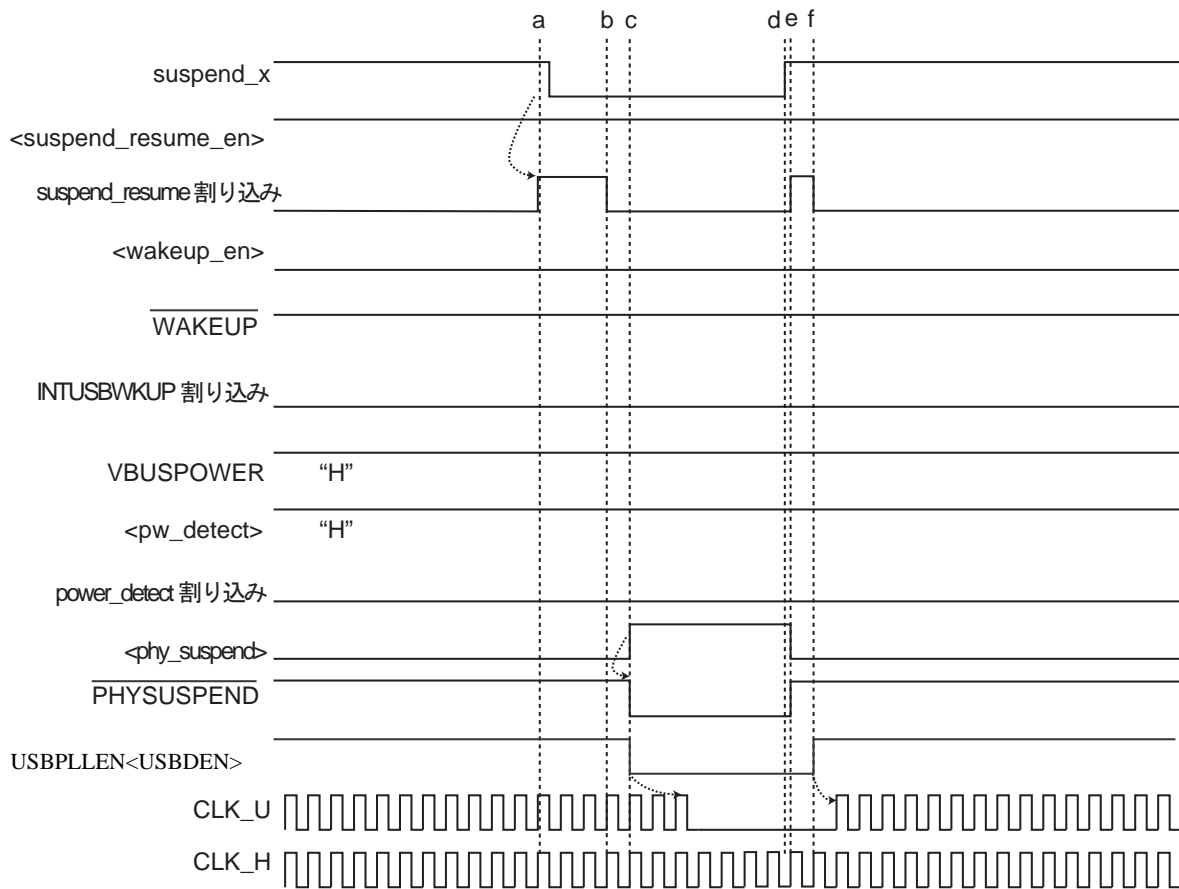 a b c d e f
suspend_x
<suspend_resume_en>
suspend_resume 割り込み
<wakeup_en>
WAKEUP
INTUSBWKUP 割り込み
VBUSPOWER “H”
<pw_detect> “H”
power_detect 割り込み
<phy_suspend>
PHYSUSPEND
USBPLLEN<USBDEN>
CLK_U
CLK_H